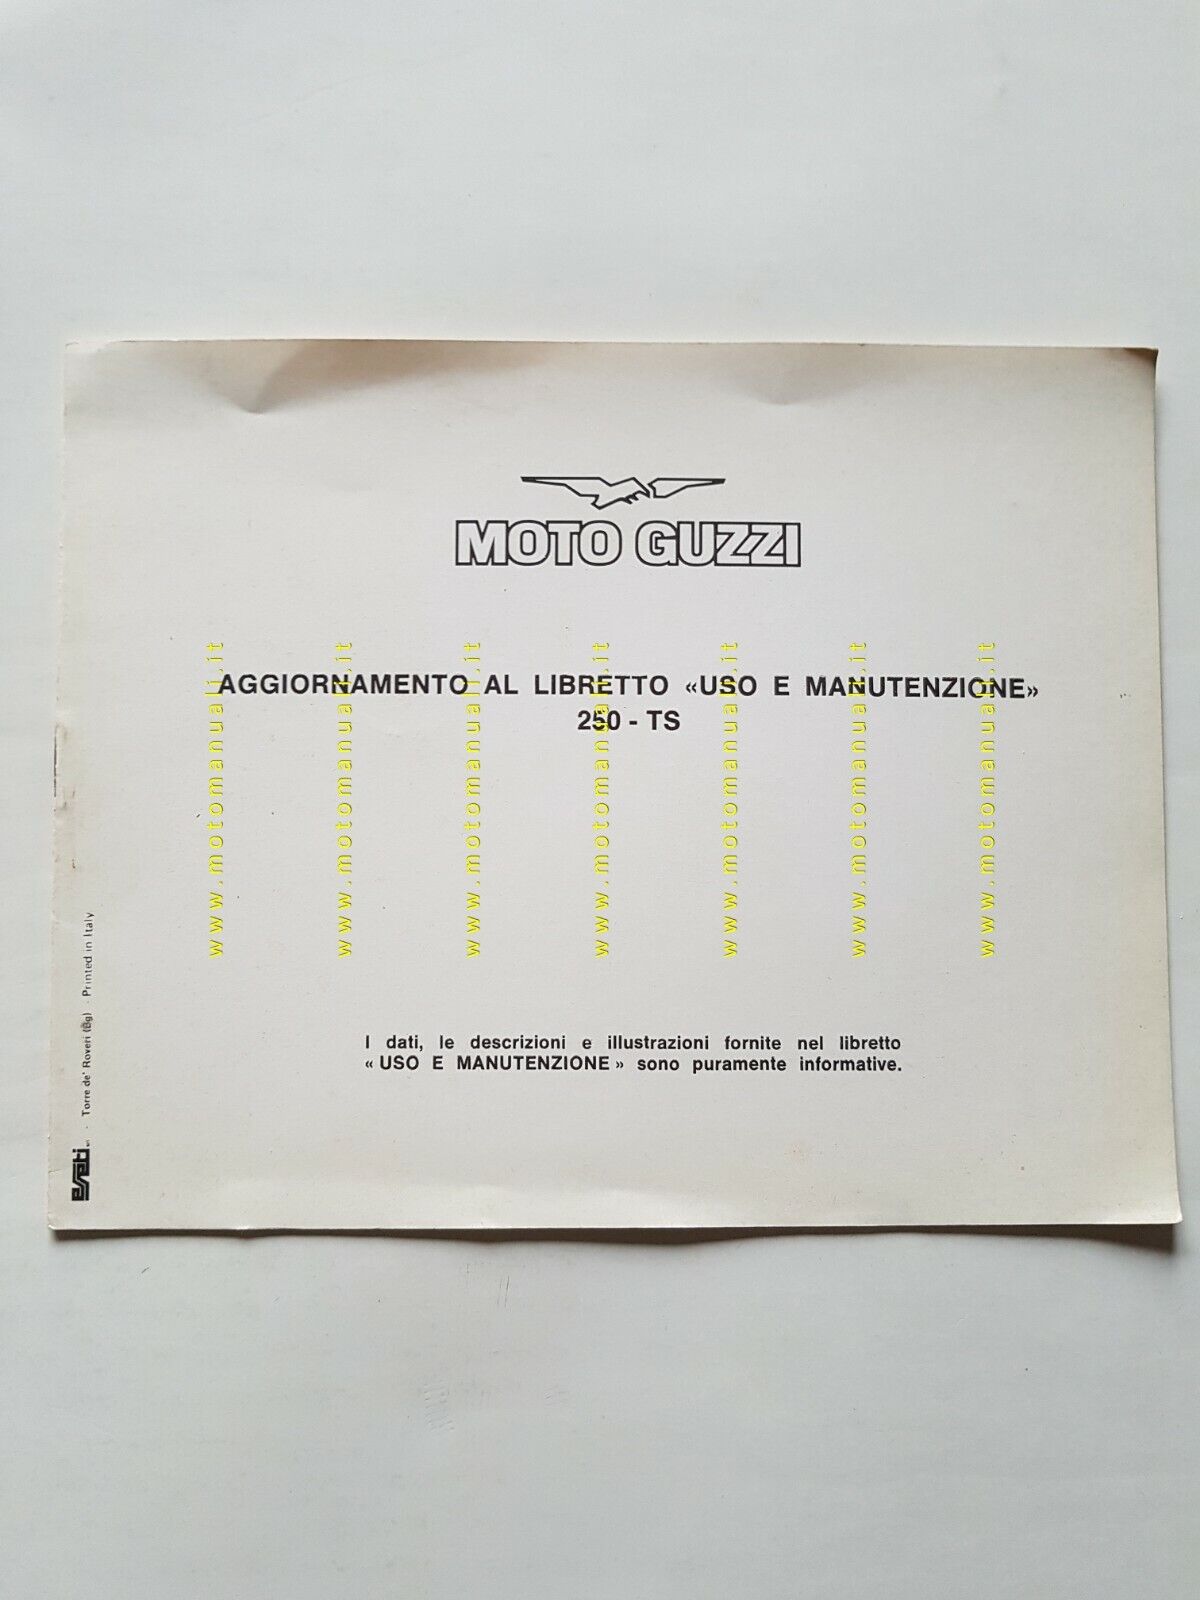 MOTO GUZZI
AGGIORNAMENTO AL LIBRETTO «USO E MANUTENZIONE»
250 - TS
www.motomanuali.it
www.motomanuali.it
www.motomanuali.it
www.motomanuali.it
www.motomanuali.it
www.motomanuali.it
www.motomanuali.it
I dati, le descrizioni e illustrazioni fornite nel libretto
« USO E MANUTENZIONE » sono puramente informative.
srl - Torre de' Roveri (Bg) - Printed in Italy